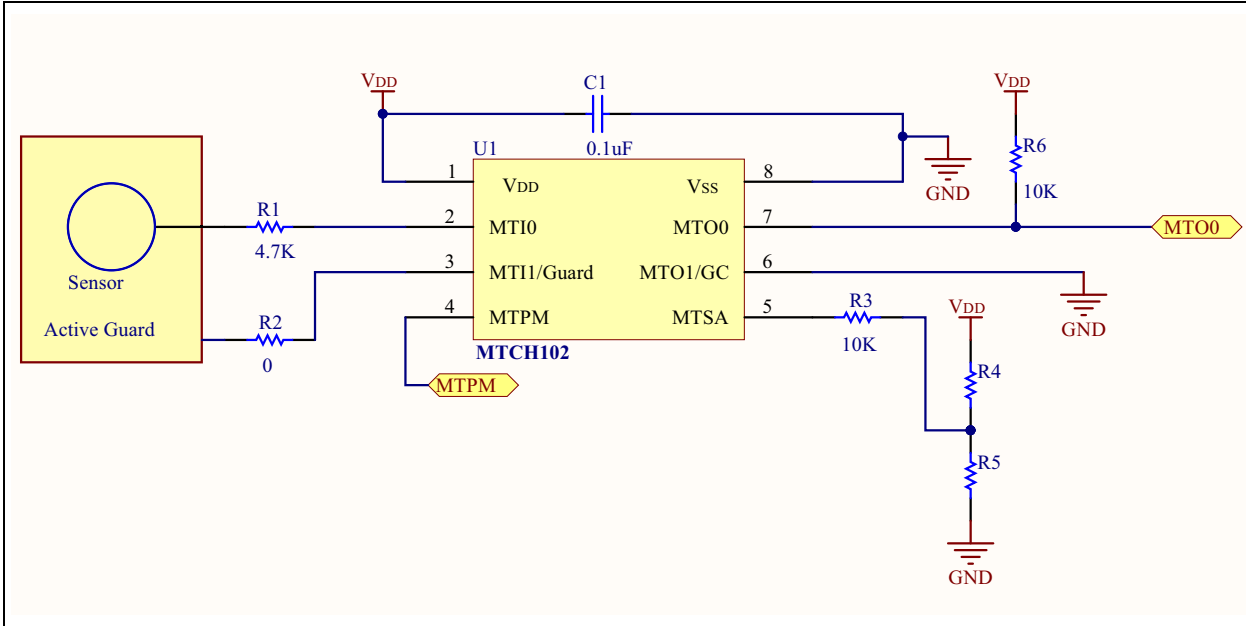 VDD
C1
0.1uF
VDD
R6
10K
GND
U1
1
VDD
VSS
8
2
MTI0
MTO0
7
MTO0
3
MTI1/Guard
MTO1/GC
6
GND
4
MTPM
MTSA
5
MTCH102
MTPM
R1
4.7K
Sensor
Active Guard
R2
0
R3
10K
VDD
R4
R5
GND